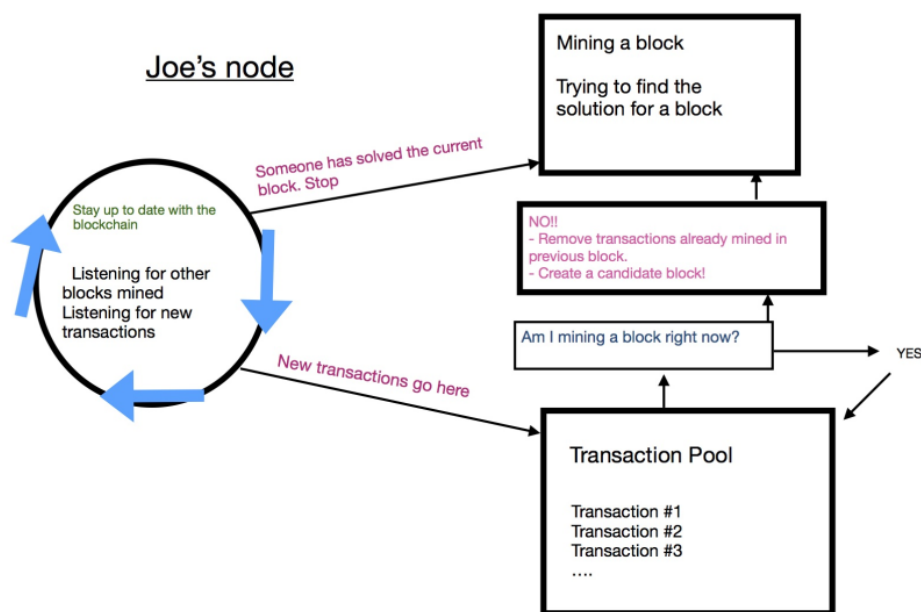 Joe's node
Stay up to date with the
blockchain
Listening for other
blocks mined
Listening for new
transactions
Someone has solved the current
block. Stop
New transactions go here
Mining a block
Trying to find the
solution for a block
NO!!
- Remove transactions already mined in
previous block.
- Create a candidate block!
Am I mining a block right now?
YES
Transaction Pool
Transaction #1
Transaction #2
Transaction #3
....